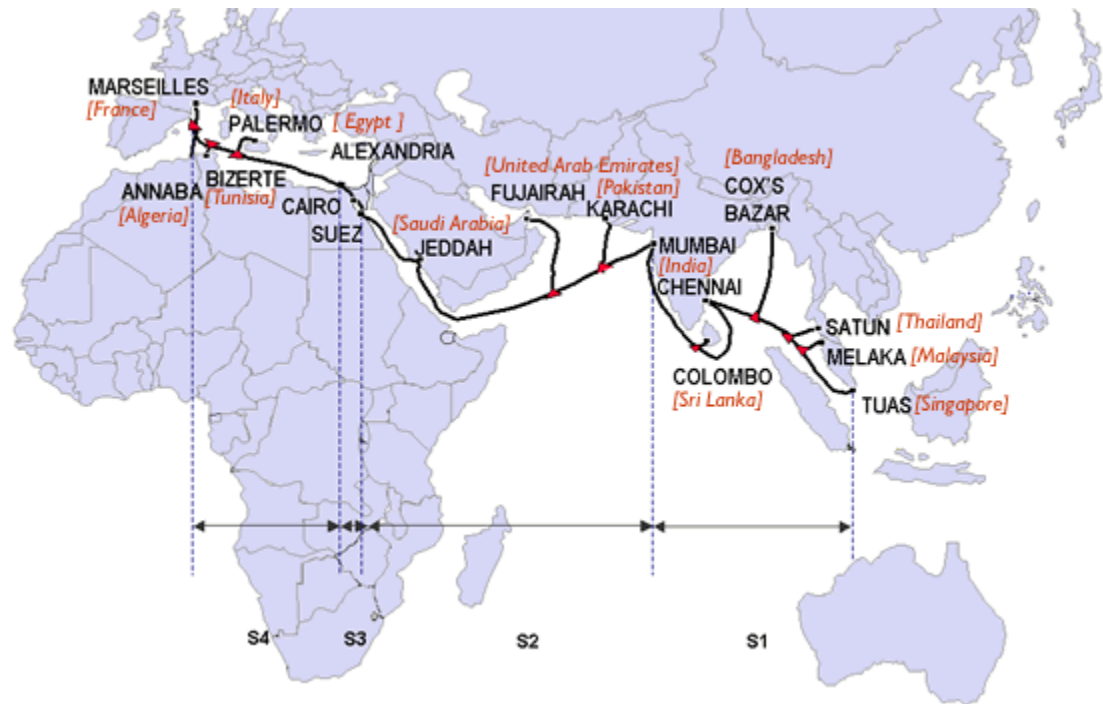 MARSEILLES
[France]
[Italy]
PALERMO
[ Egypt ]
ALEXANDRIA
ANNABA
[Algeria]
BIZERTE
[Tunisia]
CAIRO
SUEZ
[Saudi Arabia]
JEDDAH
[United Arab Emirates]
FUJAIRAH
[Pakistan]
KARACHI
[Bangladesh]
COX'S
BAZAR
MUMBAI
[India]
CHENNAI
SATUN [Thailand]
MELAKA [Malaysia]
COLOMBO
[Sri Lanka]
TUAS [Singapore]
S4
S3
S2
S1